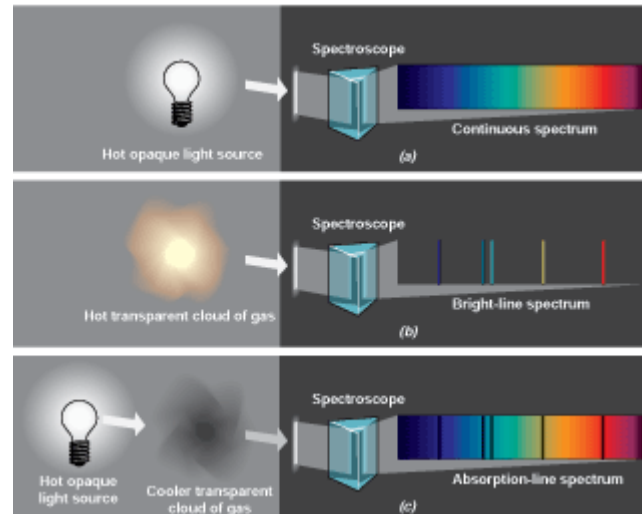 Spectroscope
Hot opaque light source
Continuous spectrum
(a)
Spectroscope
Hot transparent cloud of gas
Bright-line spectrum
(b)
Spectroscope
Hot opaque
light source
Cooler transparent
cloud of gas
Absorption-line spectrum
(c)